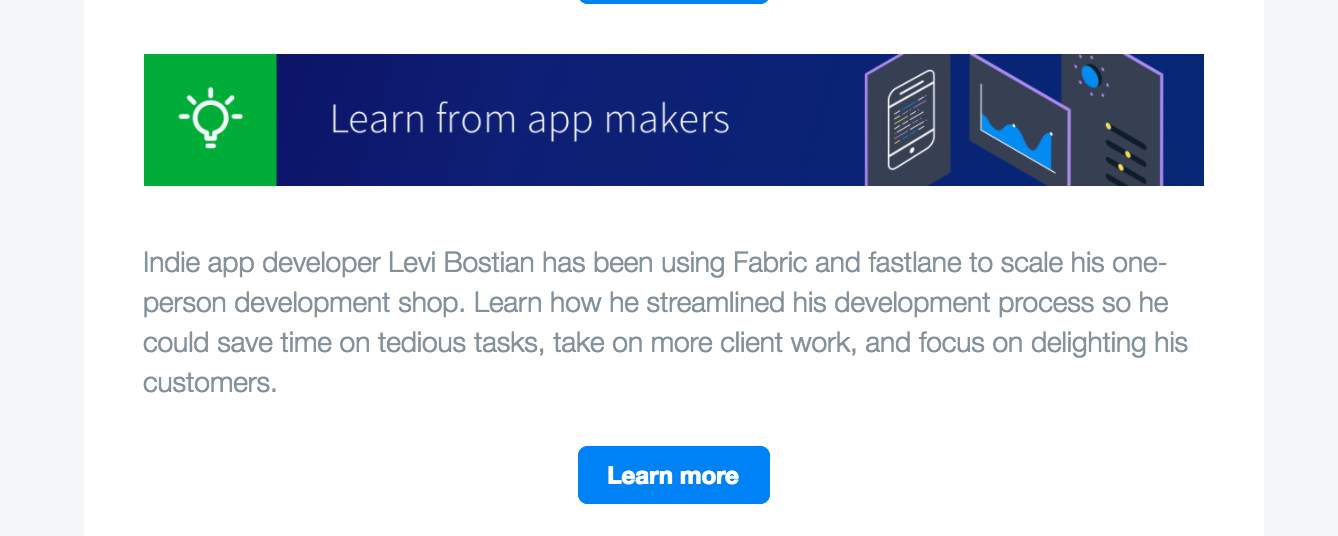 Learn from app makers
Indie app developer Levi Bostian has been using Fabric and fastlane to scale his one-
person development shop. Learn how he streamlined his development process so he
could save time on tedious tasks, take on more client work, and focus on delighting his
customers.
Learn more